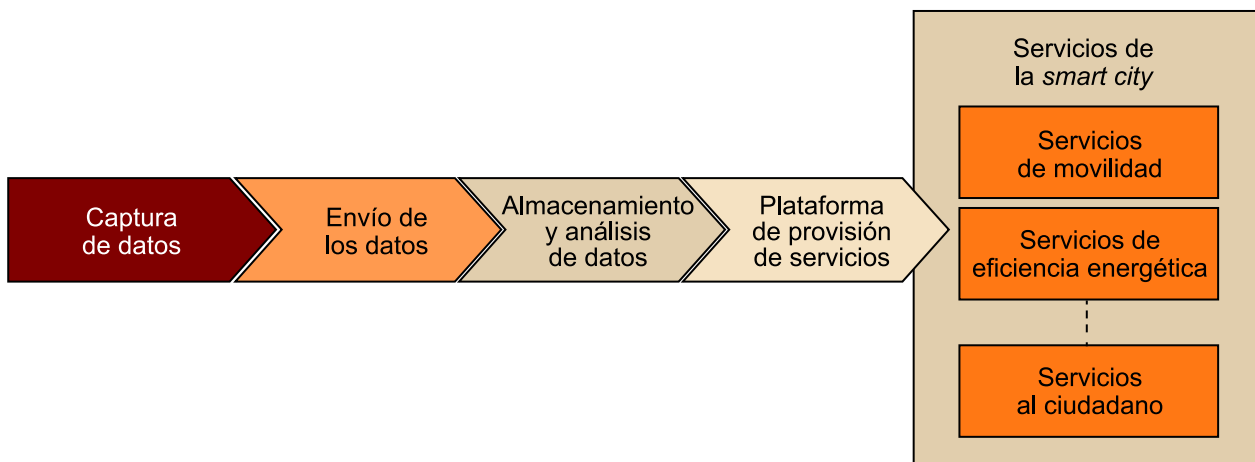 Captura
de datos
Envío de
los datos
Almacenamiento
y análisis
de datos
Plataforma
de provisión
de servicios
Servicios de
la smart city
Servicios
de movilidad
Servicios de
eficiencia energética
Servicios
al ciudadano